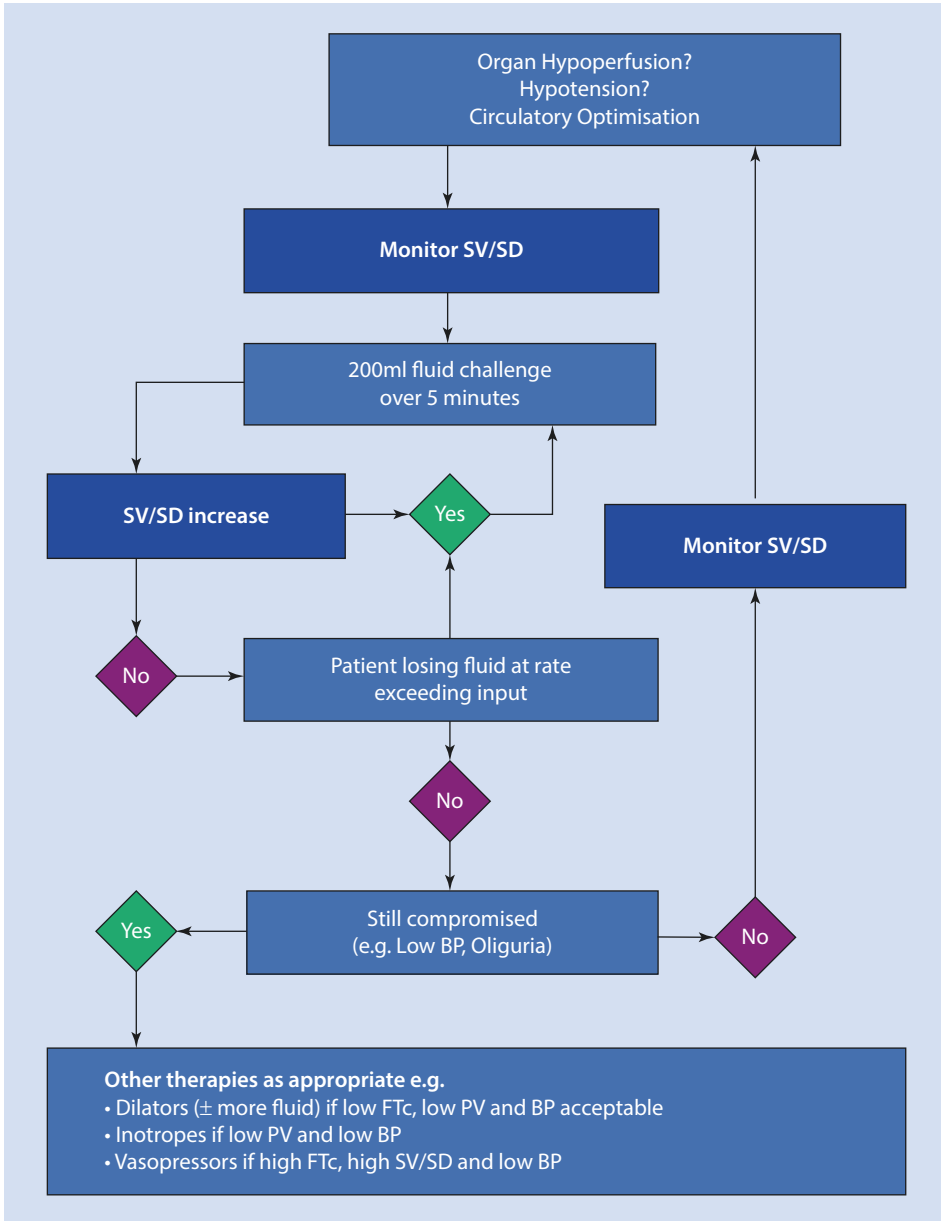 Organ Hypoperfusion?
Hypotension?
Circulatory Optimisation
Monitor SV/SD
200ml fluid challenge
over 5 minutes
SV/SD increase
Yes
Monitor SV/SD
No
Patient losing fluid at rate
exceeding input
No
Yes
Still compromised
(e.g. Low BP, Oliguria)
No
Other therapies as appropriate e.g.
• Dilators (± more fluid) if low FTc, low PV and BP acceptable
• Inotropes if low PV and low BP
• Vasopressors if high FTc, high SV/SD and low BP